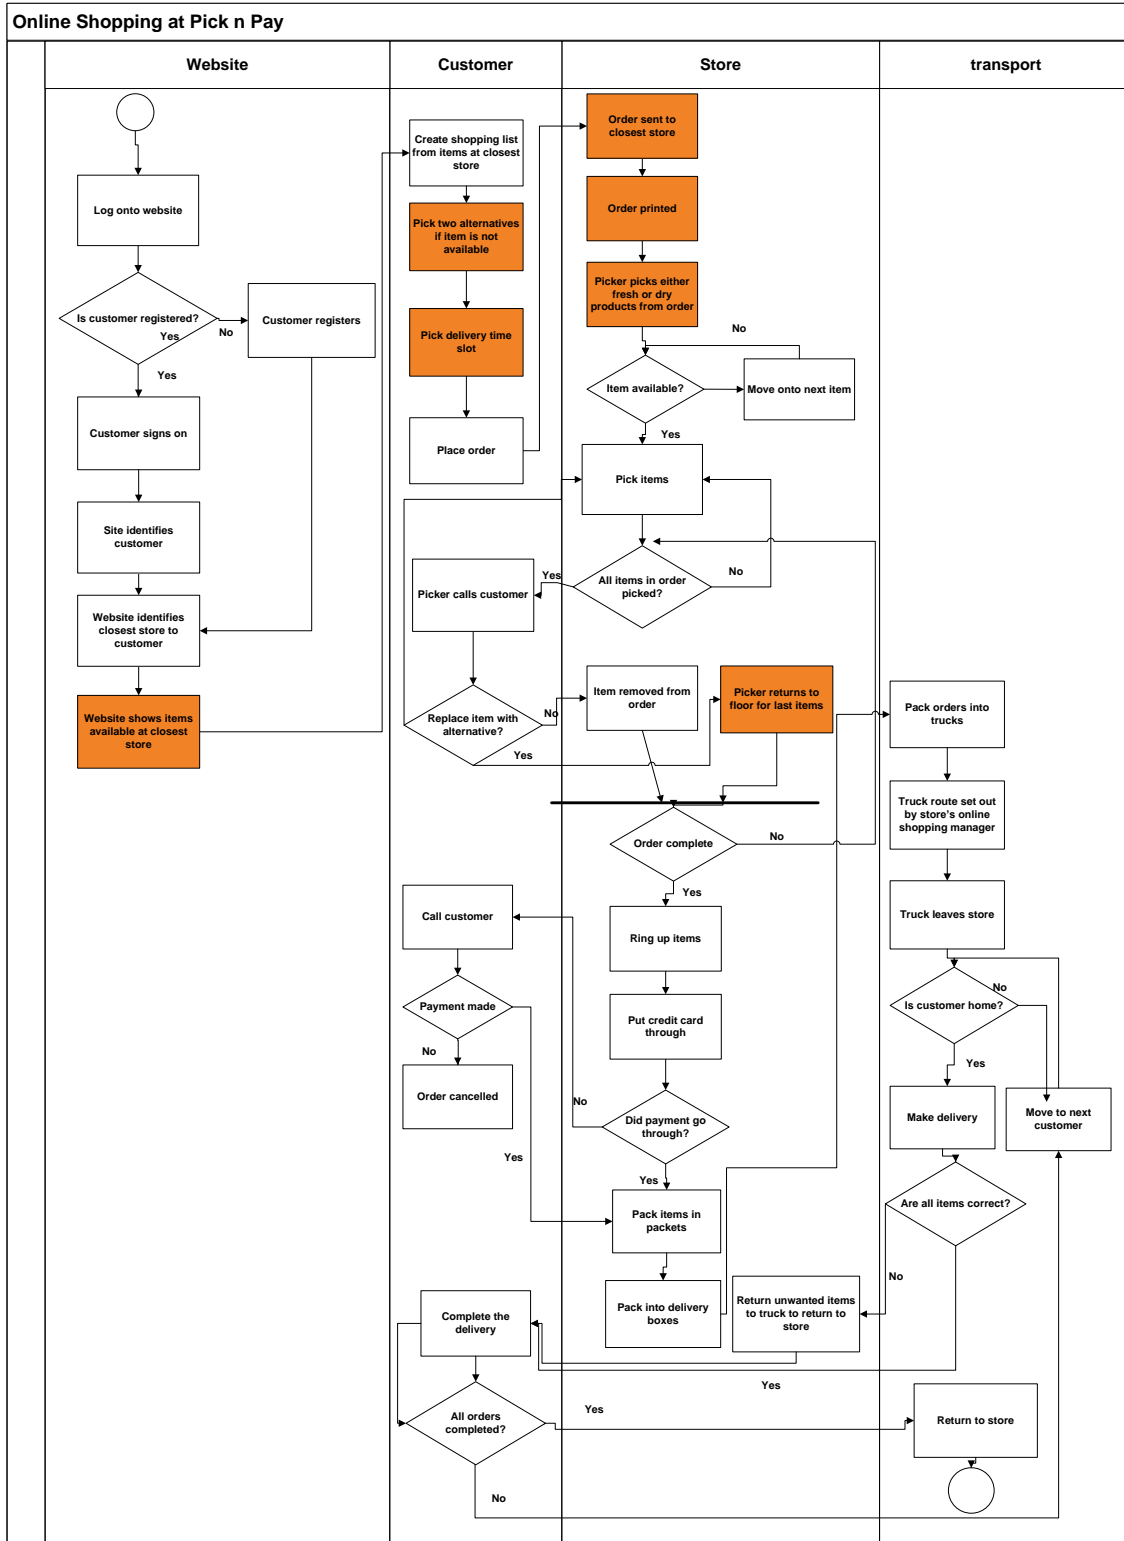 Online Shopping at Pick n Pay
Website
Customer
Store
transport
Log onto website
Is customer registered?
Yes
No
Customer registers
Yes
Customer signs on
Site identifies
customer
Website identifies
closest store to
customer
Website shows items
available at closest
store
Create shopping list
from items at closest
store
Pick two alternatives
if item is not
available
Pick delivery time
slot
Place order
Order sent to
closest store
Order printed
Picker picks either
fresh or dry
products from order
No
Item available?
Move onto next item
Yes
Pick items
All items in order
picked?
No
Yes
Picker calls customer
Replace item with
alternative?
No
Yes
Item removed from
order
Picker returns to
floor for last items
Order complete
No
Yes
Ring up items
Put credit card
through
Did payment go
through?
No
Yes
Call customer
Payment made
No
Order cancelled
Yes
Pack items in
packets
Pack into delivery
boxes
Pack orders into
trucks
Truck route set out
by store's online
shopping manager
Truck leaves store
Is customer home?
No
Yes
Make delivery
Move to next
customer
Are all items correct?
No
Return unwanted items
to truck to return to
store
Yes
Complete the
delivery
All orders
completed?
Yes
No
Return to store